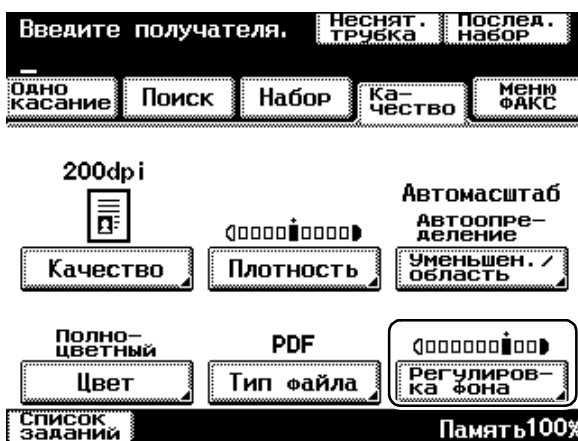 Введите получателя.
Неснят.
трубка
Послед.
набор
Одно
касание
Поиск
Набор
Ка-
чество
Меню
ФАКС
200dpi
Качество
Плотность
Автомасштаб
Автоопре-
деление
Уменьшен./
область
Полно-
цветный
Цвет
PDF
Тип файла
Регулиров-
ка фона
Список
заданий
Память100%